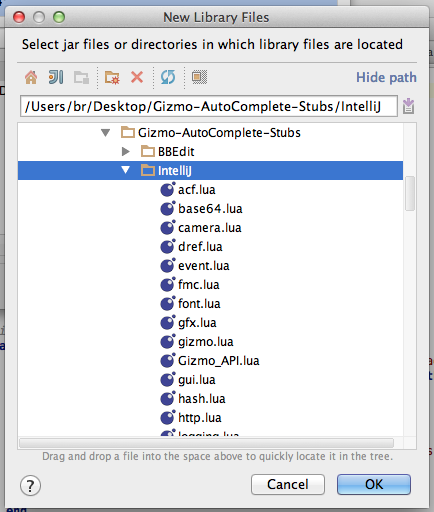 New Library Files
Select jar files or directories in which library files are located
Hide path
/Users/br/Desktop/Gizmo-AutoComplete-Stubs/IntelliJ
Gizmo-AutoComplete-Stubs
BBEdit
IntelliJ
acf.lua
base64.lua
camera.lua
dref.lua
event.lua
fmc.lua
font.lua
gfx.lua
gizmo.lua
Gizmo_API.lua
gui.lua
hash.lua
http.lua
logging.lua
Drag and drop a file into the space above to quickly locate it in the tree.
?
Cancel
OK
end